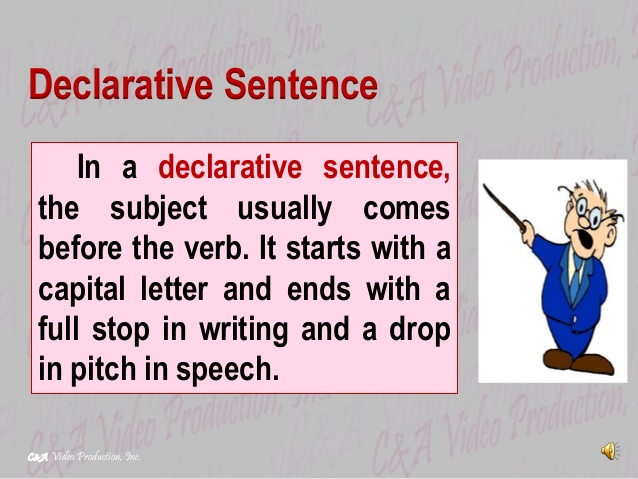 Declarative Sentence
In a declarative sentence,
the subject usually comes
before the verb. It starts with a
capital letter and ends with a
full stop in writing and a drop
in pitch in speech.
C&A Video Production, Inc.